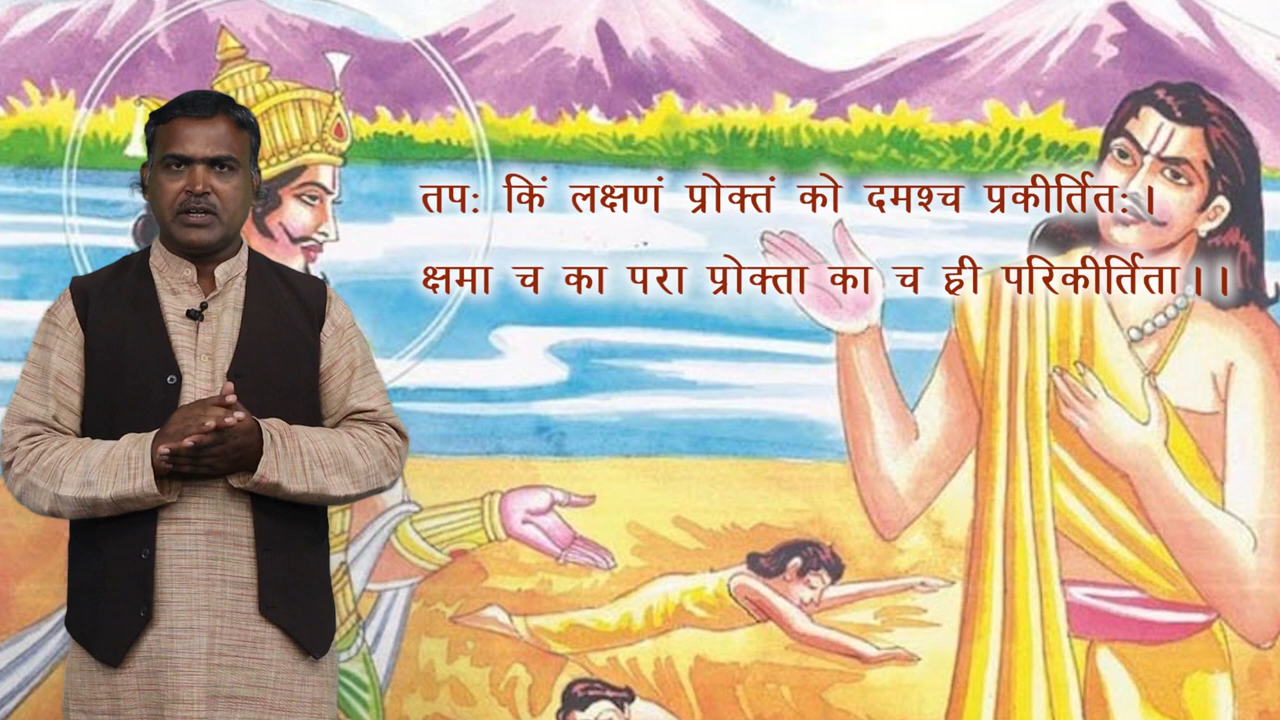 तप: किं लक्षणं प्रोक्तं को दमश्च प्रकीर्तित:।
क्षमा च का परा प्रोक्ता का च ह्री परिकीर्तिता।।